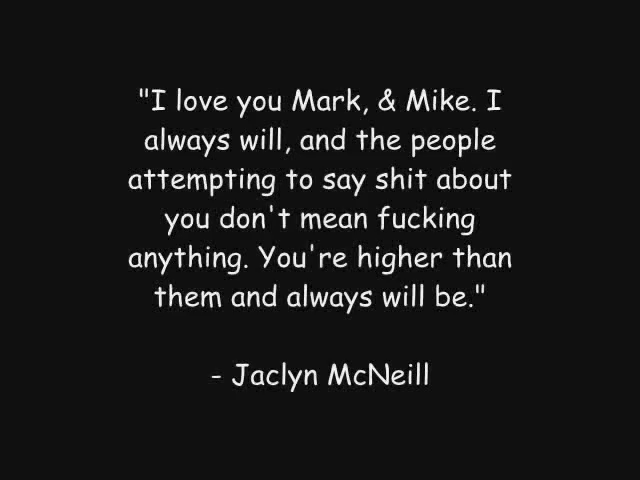 "I love you Mark, & Mike. I
always will, and the people
attempting to say shit about
you don't mean fucking
anything. You're higher than
them and always will be."
- Jaclyn McNeill